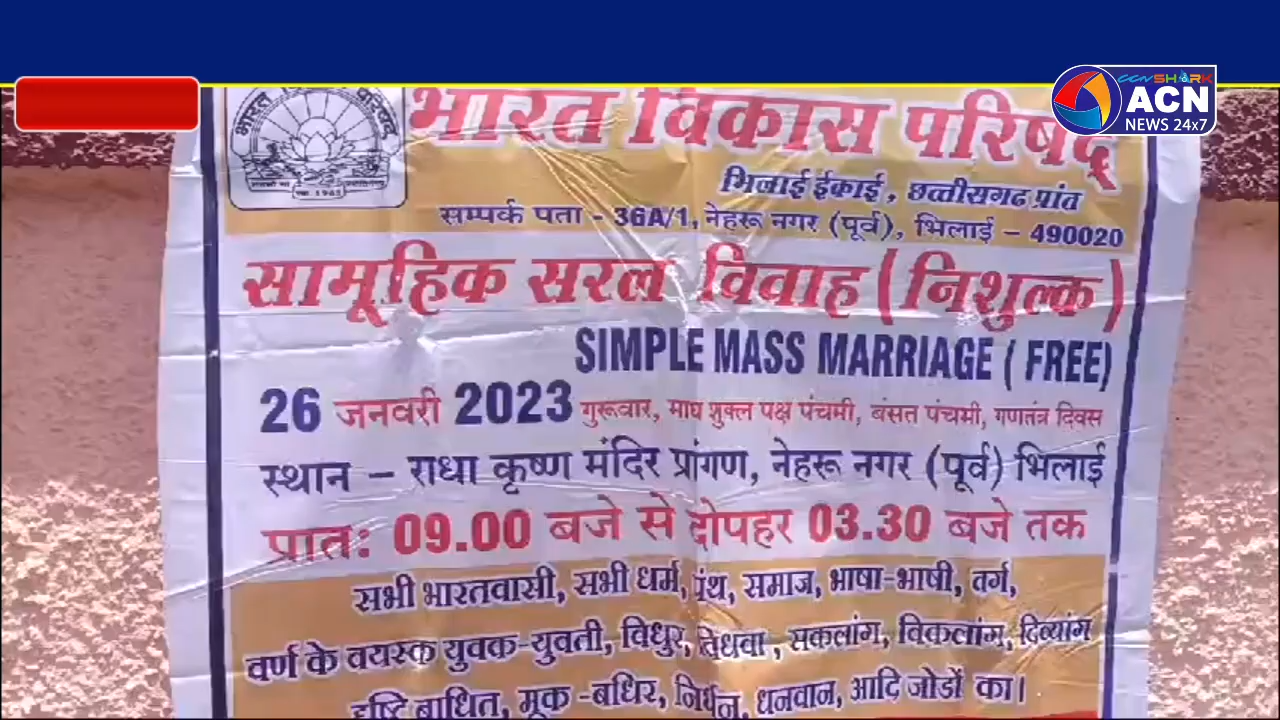 CCN SHARK
ACN
NEWS 24x7
भारत विकास परिषद्
भिलाई ईकाई, छत्तीसगढ प्रांत
सम्पर्क पता - 36A/1, नेहरू नगर (पूर्व), भिलाई - 490020
सामूहिक सरल विवाह (निशुल्क)
SIMPLE MASS MARRIAGE ( FREE)
26 जनवरी 2023 गुरूवार, माघ शुक्ल पक्ष पंचमी, बंसत पंचमी, गणतंत्र दिवस
स्थान - राधा कृष्ण मंदिर प्रांगण, नेहरू नगर (पूर्व) भिलाई
प्रातः 09.00 बजे से दोपहर 03.30 बजे तक
सभी भारतवासी, सभी धर्म, पंथ, समाज, भाषा-भाषी, वर्ग,
वर्ण के वयस्क युवक-युवती, विधुर, विधवा, सकलांग, विकलांग, दिव्यांग
दृष्टि बाधित, मूक-बधिर, निर्धन, धनवान, आदि जोडों का।